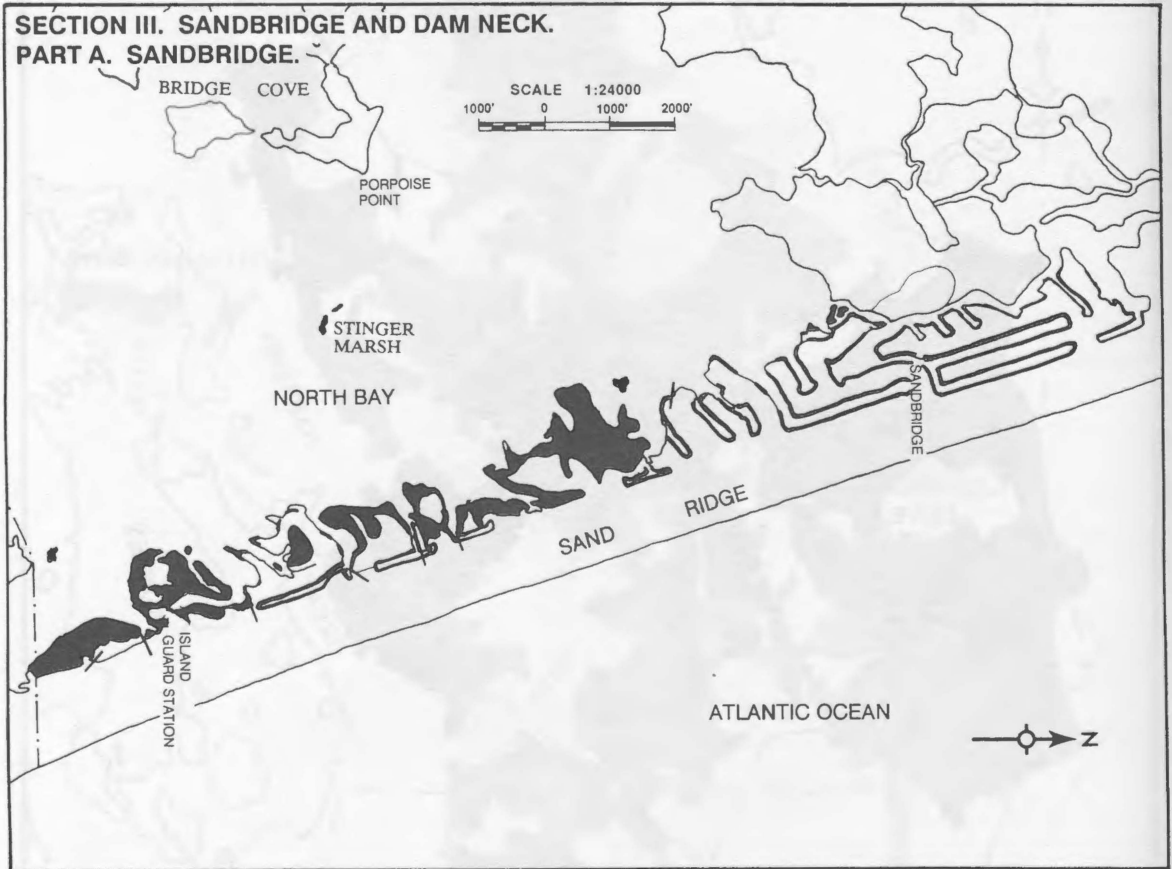 SECTION III. SANDBRIDGE AND DAM NECK.
PART A. SANDBRIDGE.
BRIDGE COVE
SCALE 1:24000
1000' 0 1000' 2000'
PORPOISE
POINT
STINGER
MARSH
NORTH BAY
SANDBRIDGE
SAND RIDGE
ISLAND
GUARD STATION
ATLANTIC OCEAN
N